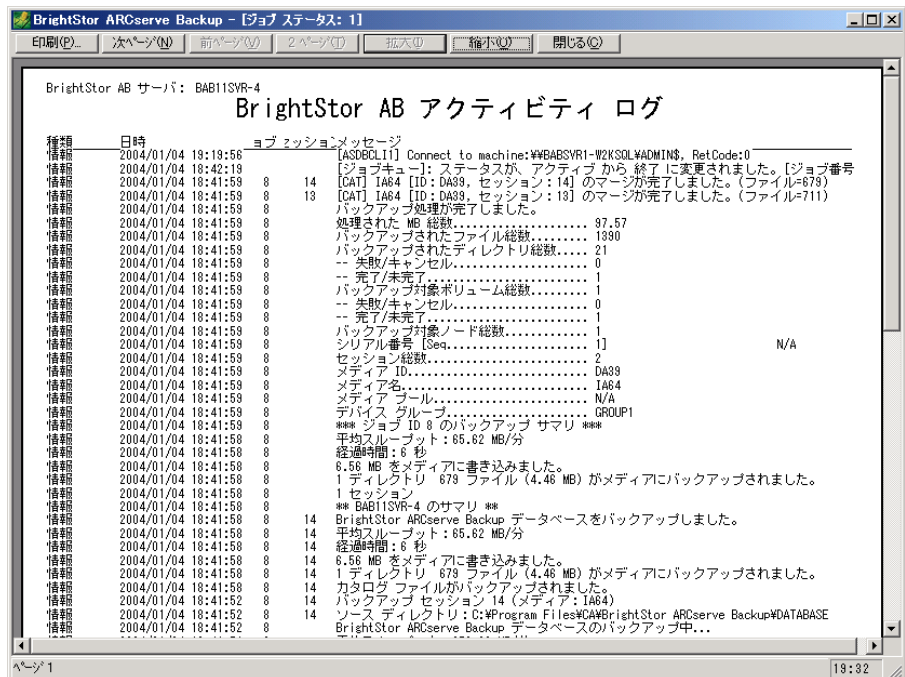 BrightStor ARCserve Backup - [ジョブ ステータス: 1]
印刷(P)... 次ページ(N) 前ページ(V) 2 ページ(T) 拡大(I) 縮小(O) 閉じる(C)
BrightStor AB サーバ: BAB11SVR-4
BrightStor AB アクティビティ ログ
種類 日時 ョブ ミッション メッセージ
情報 2004/01/04 19:19:56 [ASDBCLI1] Connect to machine:¥¥BABSVR1-W2KSQL¥ADMIN$, RetCode:0
情報 2004/01/04 18:42:19 [ジョブキュー]: ステータスが、アクティブ から 終了 に変更されました。[ジョブ番号
情報 2004/01/04 18:41:59 8 14 [CAT] IA64 [ID:DA39, セッション:14] のマージが完了しました。(ファイル=679)
情報 2004/01/04 18:41:59 8 13 [CAT] IA64 [ID:DA39, セッション:13] のマージが完了しました。(ファイル=711)
情報 2004/01/04 18:41:59 8 バックアップ処理が完了しました。
情報 2004/01/04 18:41:59 8 処理された MB 総数..................... 97.57
情報 2004/01/04 18:41:59 8 バックアップされたファイル総数......... 1390
情報 2004/01/04 18:41:59 8 バックアップされたディレクトリ総数..... 21
情報 2004/01/04 18:41:59 8 -- 失敗/キャンセル..................... 0
情報 2004/01/04 18:41:59 8 -- 完了/未完了......................... 1
情報 2004/01/04 18:41:59 8 バックアップ対象ボリューム総数......... 1
情報 2004/01/04 18:41:59 8 -- 失敗/キャンセル..................... 0
情報 2004/01/04 18:41:59 8 -- 完了/未完了......................... 1
情報 2004/01/04 18:41:59 8 バックアップ対象ノード総数............. 1
情報 2004/01/04 18:41:59 8 シリアル番号 [Seq...................... 1] N/A
情報 2004/01/04 18:41:59 8 セッション総数......................... 2
情報 2004/01/04 18:41:59 8 メディア ID............................ DA39
情報 2004/01/04 18:41:59 8 メディア名............................. IA64
情報 2004/01/04 18:41:59 8 メディア プール........................ N/A
情報 2004/01/04 18:41:59 8 デバイス グループ...................... GROUP1
情報 2004/01/04 18:41:59 8 *** ジョブ ID 8 のバックアップ サマリ ***
情報 2004/01/04 18:41:58 8 平均スループット:65.62 MB/分
情報 2004/01/04 18:41:58 8 経過時間:6 秒
情報 2004/01/04 18:41:58 8 6.56 MB をメディアに書き込みました。
情報 2004/01/04 18:41:58 8 1 ディレクトリ 679 ファイル (4.46 MB) がメディアにバックアップされました。
情報 2004/01/04 18:41:58 8 1 セッション
情報 2004/01/04 18:41:58 8 ** BAB11SVR-4 のサマリ **
情報 2004/01/04 18:41:58 8 14 BrightStor ARCserve Backup データベースをバックアップしました。
情報 2004/01/04 18:41:58 8 14 平均スループット:65.62 MB/分
情報 2004/01/04 18:41:58 8 14 経過時間:6 秒
情報 2004/01/04 18:41:58 8 14 6.56 MB をメディアに書き込みました。
情報 2004/01/04 18:41:58 8 14 1 ディレクトリ 679 ファイル (4.46 MB) がメディアにバックアップされました。
情報 2004/01/04 18:41:58 8 14 カタログ ファイルがバックアップされました。
情報 2004/01/04 18:41:52 8 14 バックアップ セッション 14 (メディア:IA64)
情報 2004/01/04 18:41:52 8 14 ソース ディレクトリ:C:¥Program Files¥CA¥BrightStor ARCserve Backup¥DATABASE
情報 2004/01/04 18:41:52 8 BrightStor ARCserve Backup データベースのバックアップ中...
ページ 1 19:32